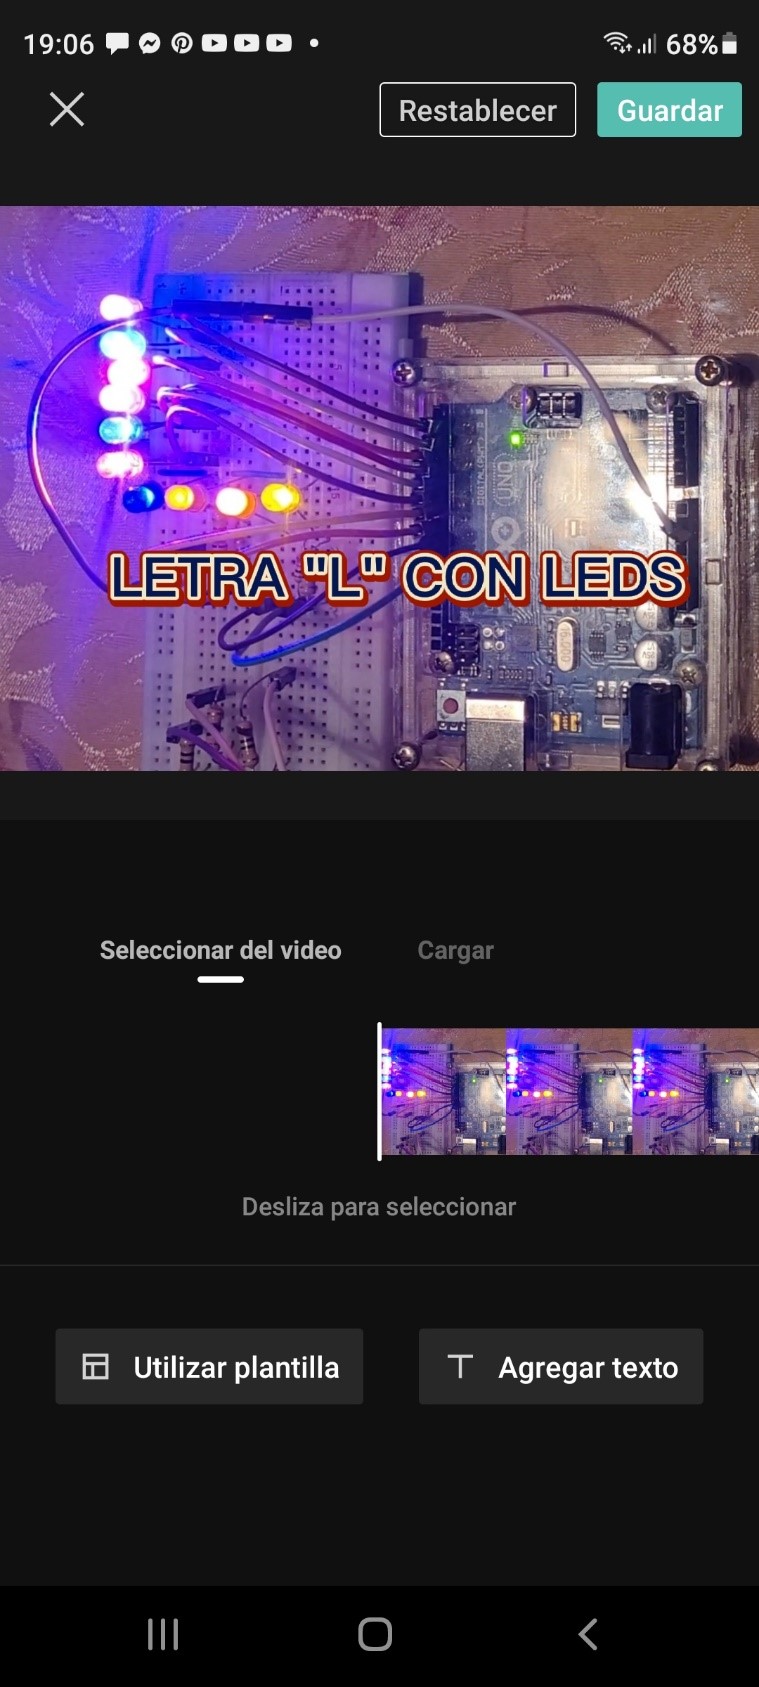 19:06
68%
Restablecer
Guardar
UNO
LETRA "L" CON LEDS
Seleccionar del video
Cargar
Desliza para seleccionar
Utilizar plantilla
Agregar texto